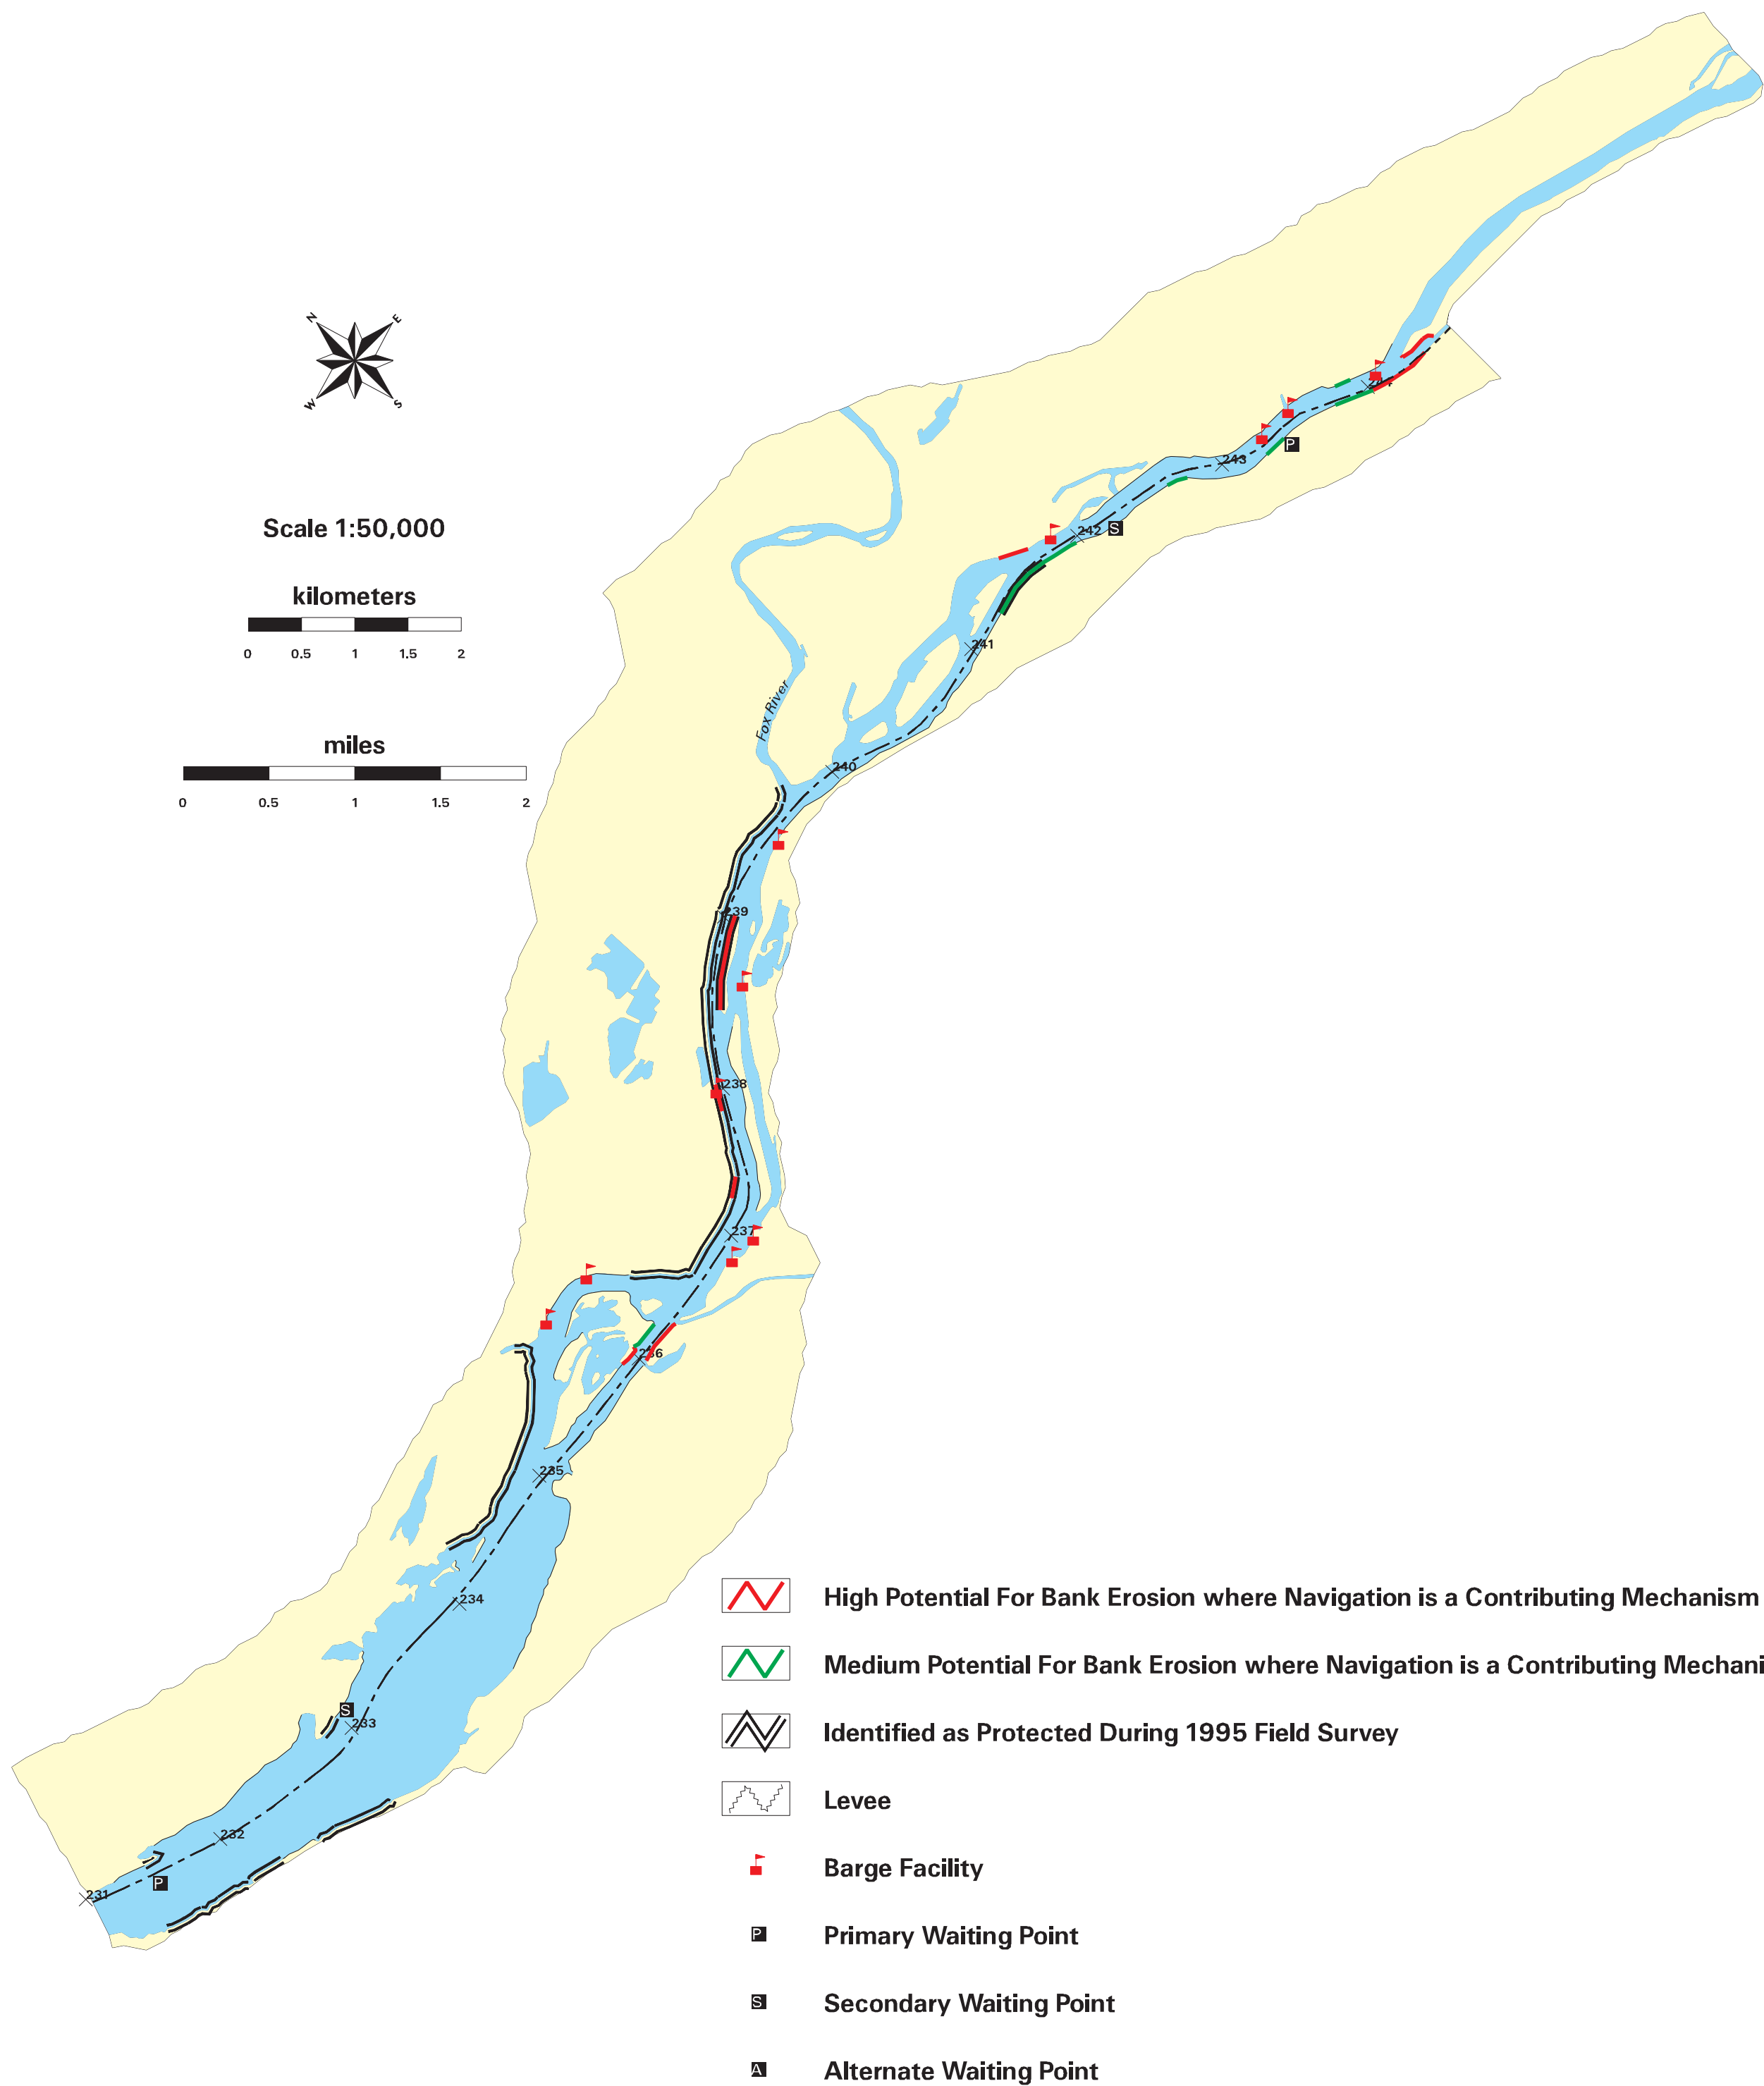 N
E
W
S
Scale 1:50,000
kilometers
0 0.5 1 1.5 2
miles
0 0.5 1 1.5 2
Fox River
244
P
243
242 S
241
240
239
238
237
236
235
234
S
233
232
P
231
High Potential For Bank Erosion where Navigation is a Contributing Mechanism
Medium Potential For Bank Erosion where Navigation is a Contributing Mechani
Identified as Protected During 1995 Field Survey
Levee
Barge Facility
P Primary Waiting Point
S Secondary Waiting Point
A Alternate Waiting Point